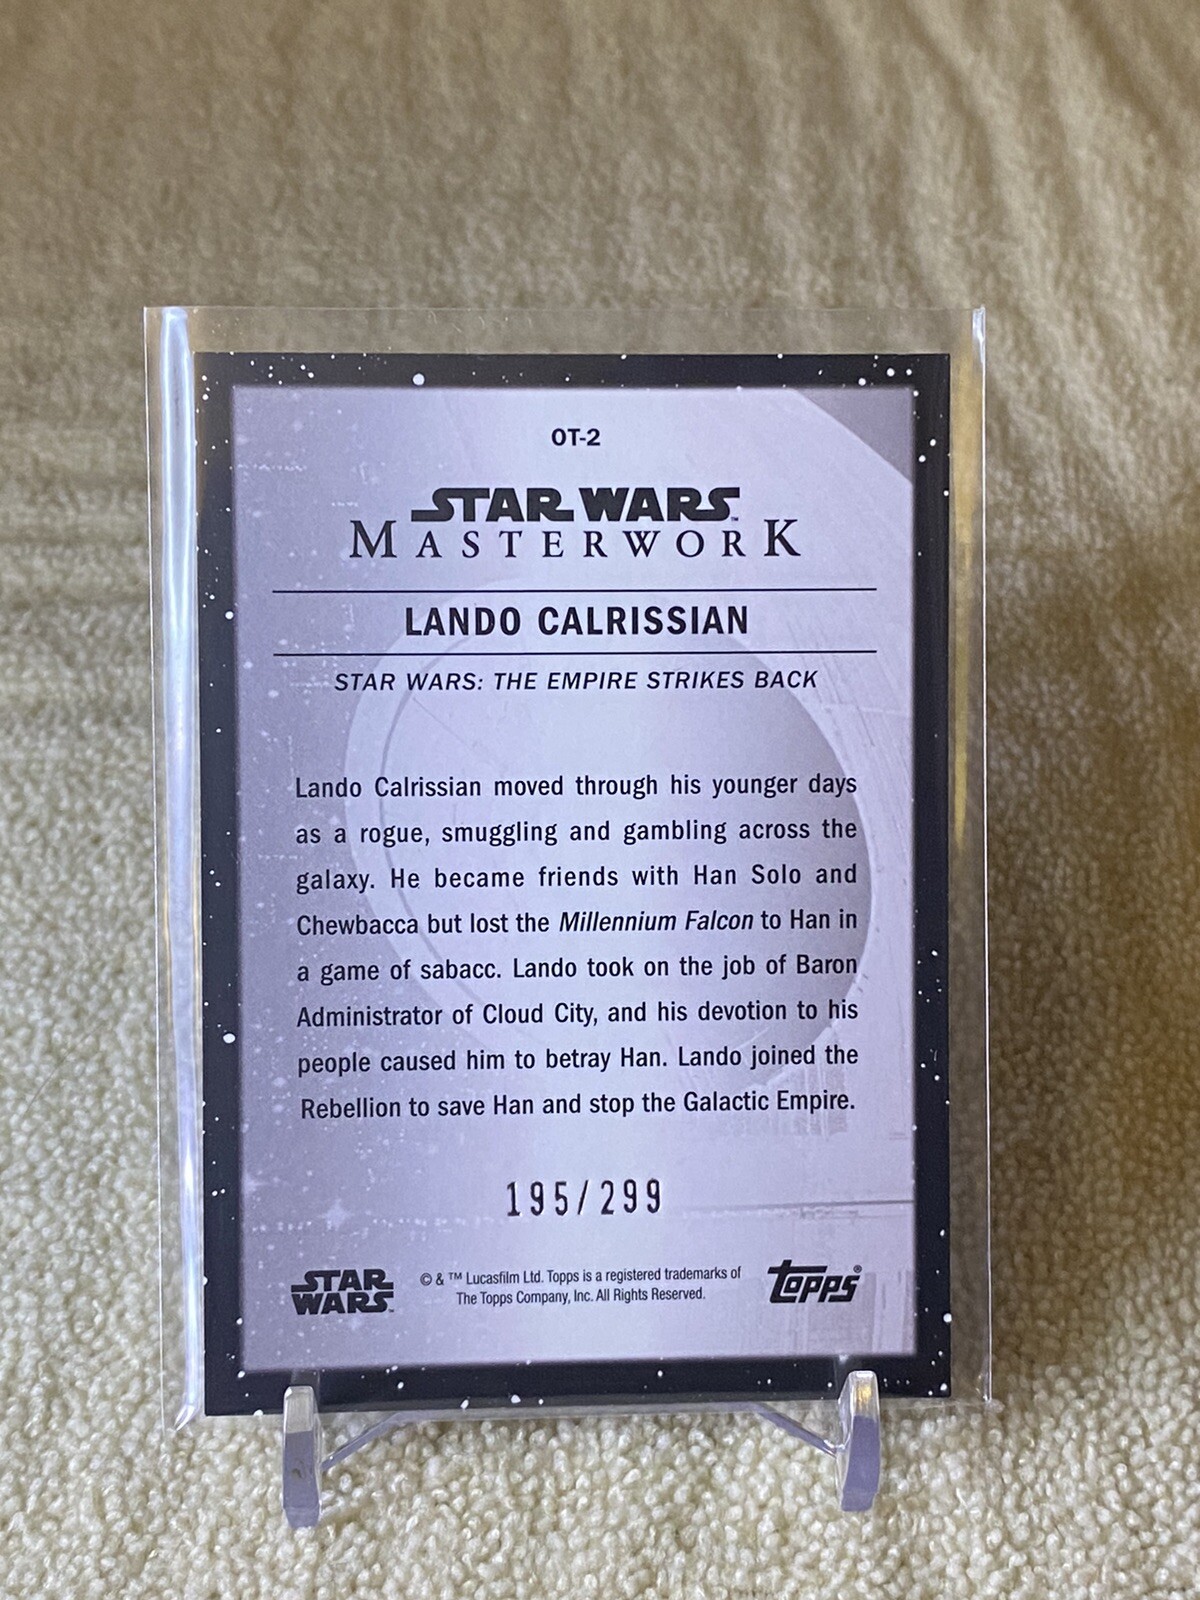 OT-2
STAR WARS™
MASTERWORK
LANDO CALRISSIAN
STAR WARS: THE EMPIRE STRIKES BACK
Lando Calrissian moved through his younger days
as a rogue, smuggling and gambling across the
galaxy. He became friends with Han Solo and
Chewbacca but lost the Millennium Falcon to Han in
a game of sabacc. Lando took on the job of Baron
Administrator of Cloud City, and his devotion to his
people caused him to betray Han. Lando joined the
Rebellion to save Han and stop the Galactic Empire.
195/299
STAR
WARS™
© & ™ Lucasfilm Ltd. Topps is a registered trademarks of
The Topps Company, Inc. All Rights Reserved.
Topps®